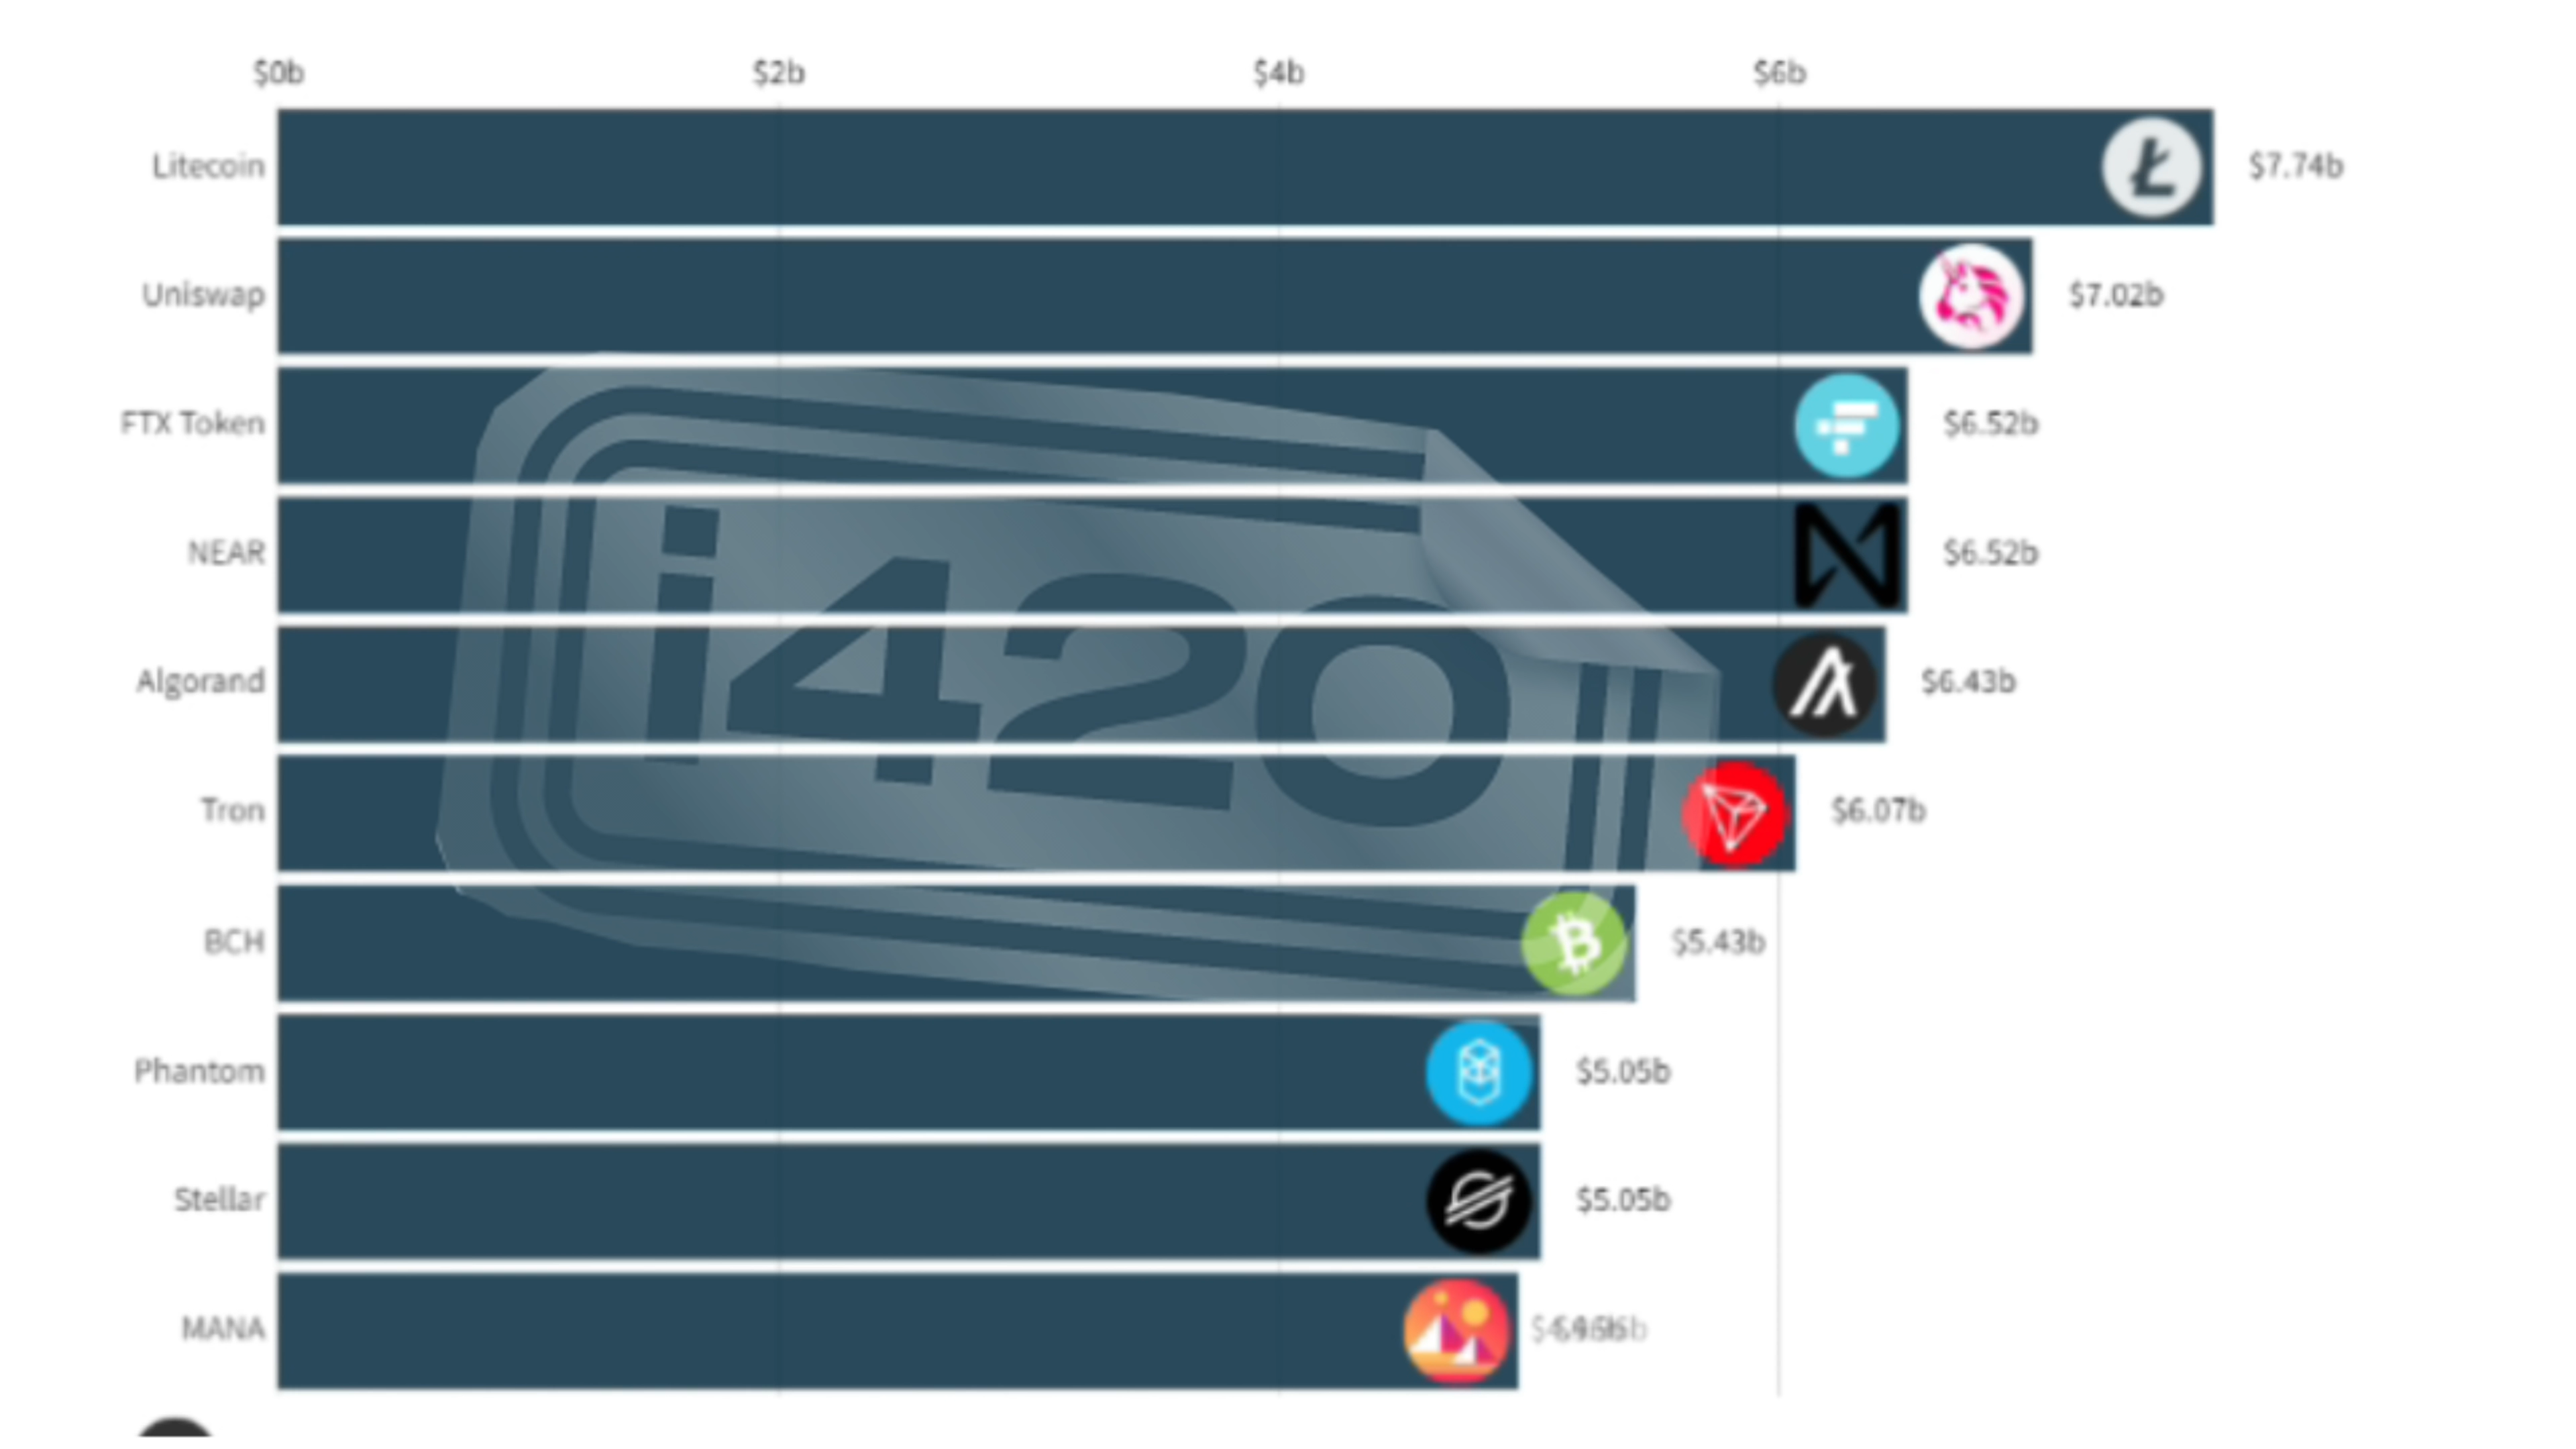 $0b $2b $4b $6b
Litecoin $7.74b
Uniswap $7.02b
FTX Token $6.52b
NEAR $6.52b
Algorand $6.43b
Tron $6.07b
BCH $5.43b
Phantom $5.05b
Stellar $5.05b
MANA
i420